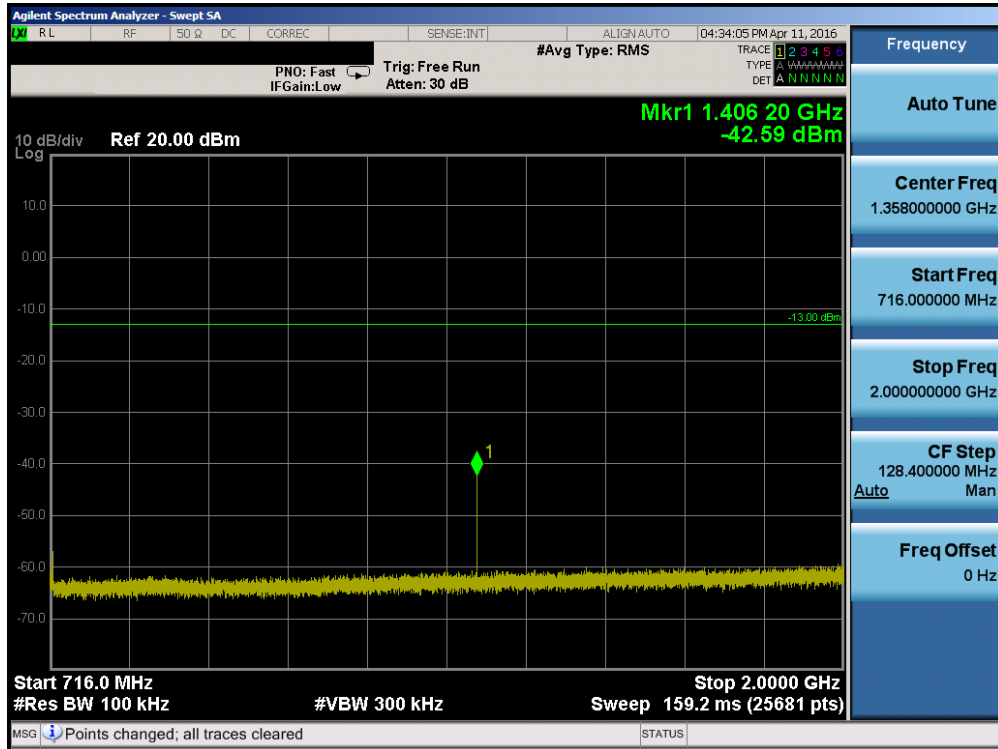 Agilent Spectrum Analyzer - Swept SA
LXI RL RF 50 Ω DC CORREC SENSE:INT ALIGN AUTO 04:34:05 PM Apr 11, 2016
#Avg Type: RMS TRACE 1 2 3 4 5 6
PNO: Fast Trig: Free Run TYPE A WWWWW
IFGain:Low Atten: 30 dB DET A N N N N N
Mkr1 1.406 20 GHz
-42.59 dBm
10 dB/div Ref 20.00 dBm
Log
10.0
0.00
-10.0
-13.00 dBm
-20.0
-30.0
1
-40.0
-50.0
-60.0
-70.0
Start 716.0 MHz Stop 2.0000 GHz
#Res BW 100 kHz #VBW 300 kHz Sweep 159.2 ms (25681 pts)
MSG Points changed; all traces cleared STATUS
Frequency
Auto Tune
Center Freq
1.358000000 GHz
Start Freq
716.000000 MHz
Stop Freq
2.000000000 GHz
CF Step
128.400000 MHz
Auto Man
Freq Offset
0 Hz